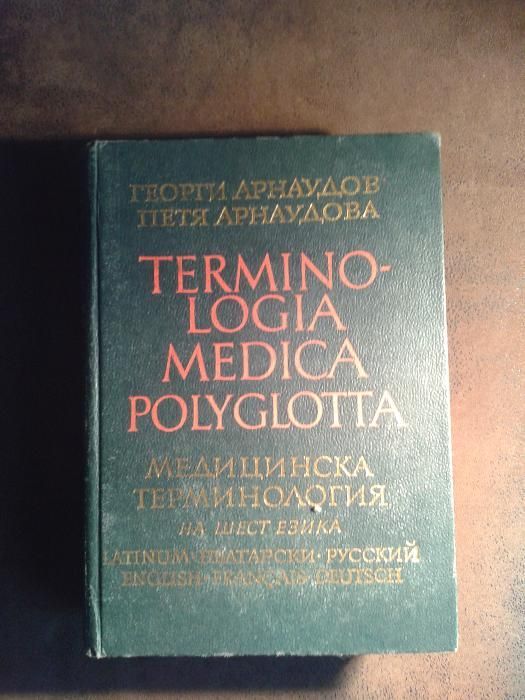 ГЕОРГИ АРНАУДОВ
ПЕТЯ АРНАУДОВА
TERMINO-
LOGIA
MEDICA
POLYGLOTTA
МЕДИЦИНСКА
ТЕРМИНОЛОГИЯ
НА ШЕСТ ЕЗИКА
LATINUM·БЪЛГАРСКИ·РУССКИЙ
ENGLISH·FRANÇAIS·DEUTSCH